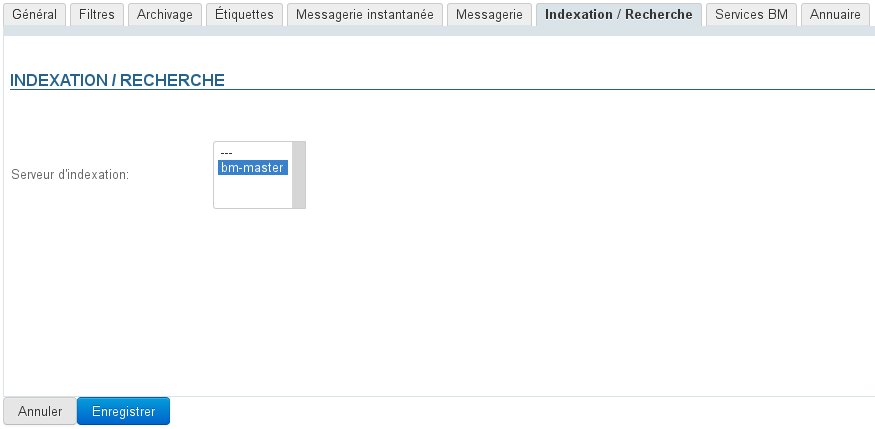 Général Filtres Archivage Étiquettes Messagerie instantanée Messagerie Indexation / Recherche Services BM Annuaire
INDEXATION / RECHERCHE
---
bm-master
Serveur d'indexation:
Annuler Enregistrer